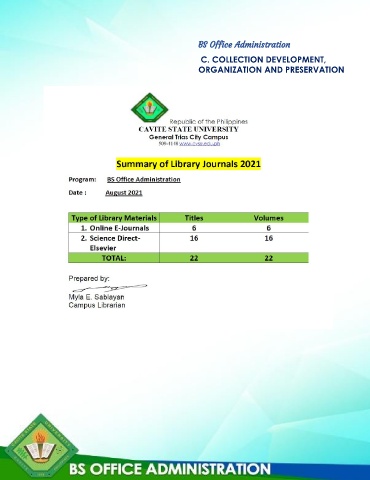 BS Office Administration
C. COLLECTION DEVELOPMENT,
ORGANIZATION AND PRESERVATION
Republic of the Philippines
CAVITE STATE UNIVERSITY
General Trias City Campus
www.cvsu.edu.ph
Summary of Library Journals 2021
Program: BS Office Administration
Date : August 2021
Type of Library Materials Titles Volumes
1. Online E-Journals 6 6
2. Science Direct- 16 16
Elsevier
TOTAL: 22 22
Prepared by:
Myla E. Sablayan
Campus Librarian
BS OFFICE ADMINISTRATION